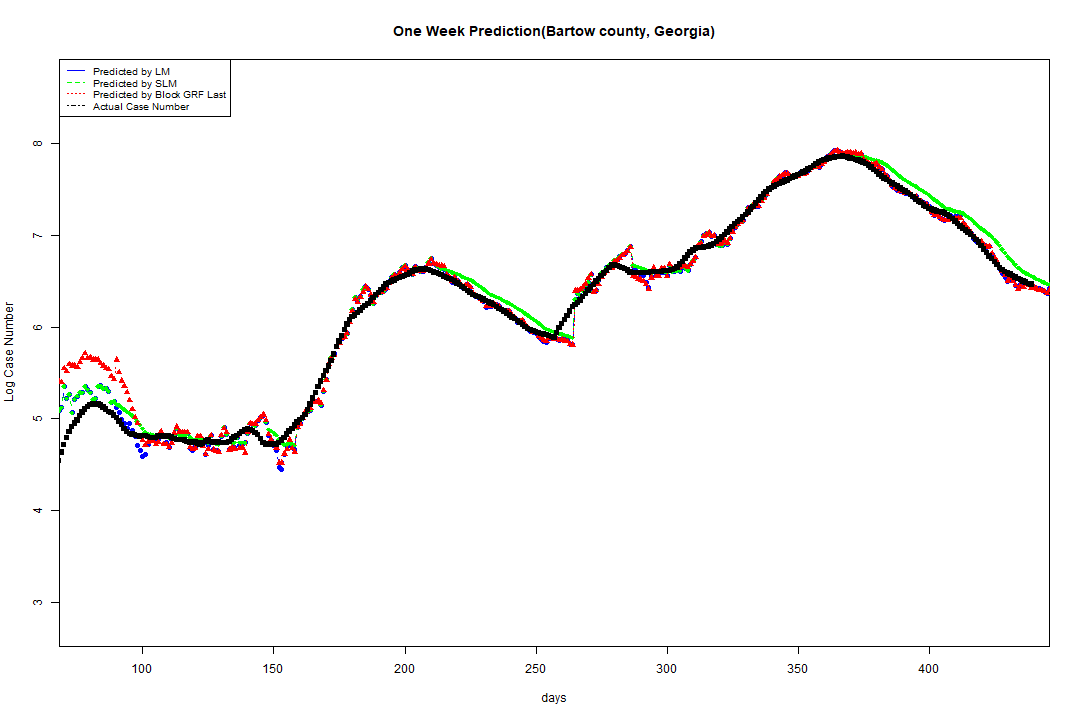 One Week Prediction(Bartow county, Georgia)
Predicted by LM
Predicted by SLM
Predicted by Block GRF Last
Actual Case Number
8
7
6
5
4
3
Log Case Number
100 150 200 250 300 350 400
days